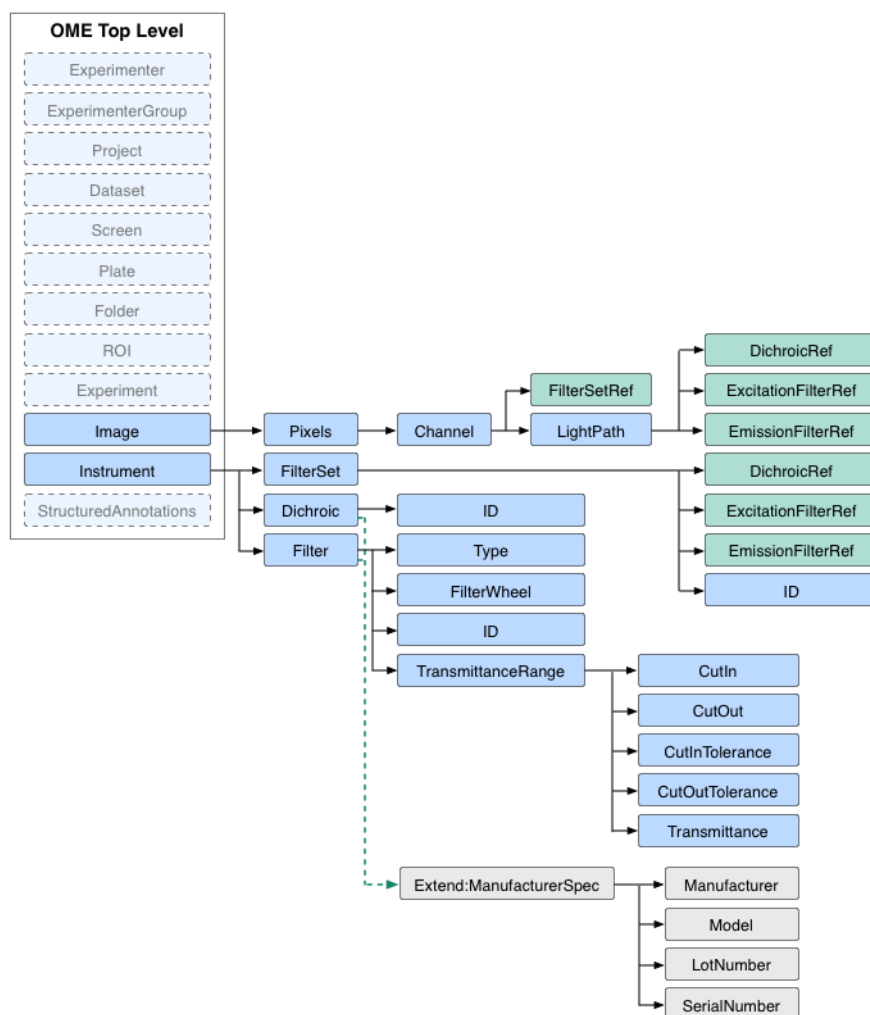 OME Top Level
Experimenter
ExperimenterGroup
Project
Dataset
Screen
Plate
Folder
ROI
DichroicRef
Experiment
FilterSetRef
ExcitationFilterRef
Image
Pixels
Channel
LightPath
EmissionFilterRef
Instrument
FilterSet
DichroicRef
StructuredAnnotations
Dichroic
ID
ExcitationFilterRef
Filter
Type
EmissionFilterRef
FilterWheel
ID
ID
TransmittanceRange
CutIn
CutOut
CutInTolerance
CutOutTolerance
Transmittance
Extend:ManufacturerSpec
Manufacturer
Model
LotNumber
SerialNumber